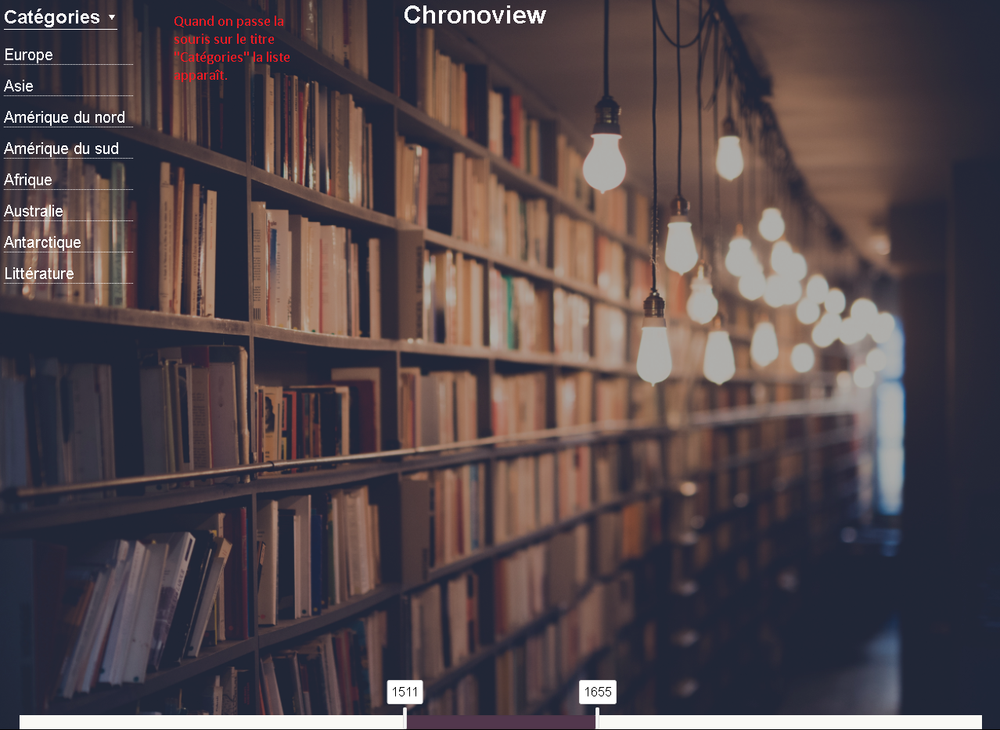 Catégories
Chronoview
Quand on passe la
souris sur le titre
"Catégories" la liste
apparaît.
Europe
Asie
Amérique du nord
Amérique du sud
Afrique
Australie
Antarctique
Littérature
1511
1655